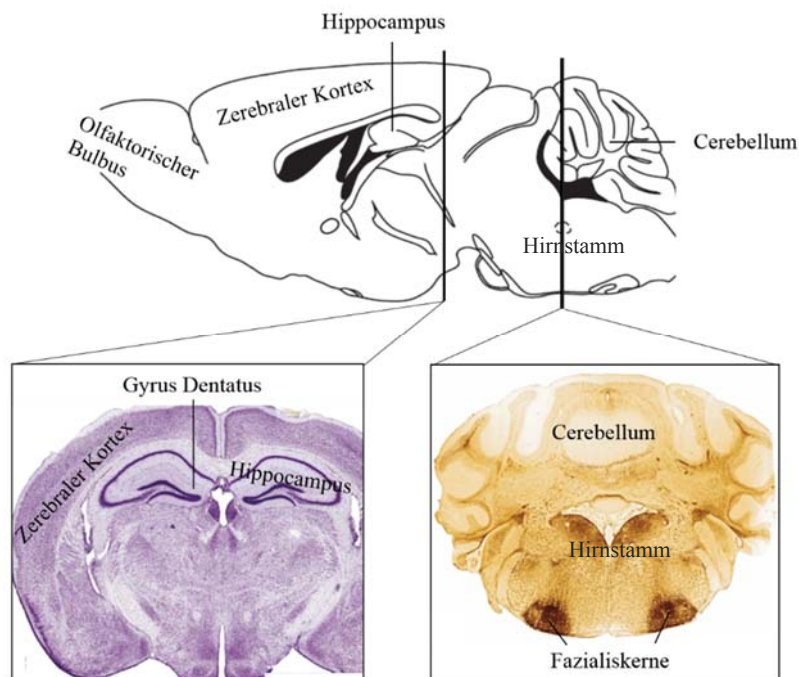 Hippocampus
Zerebraler Kortex
Olfaktorischer
Bulbus
Cerebellum
Hirnstamm
Gyrus Dentatus
Zerebraler Kortex
Hippocampus
Cerebellum
Hirnstamm
Fazialiskerne